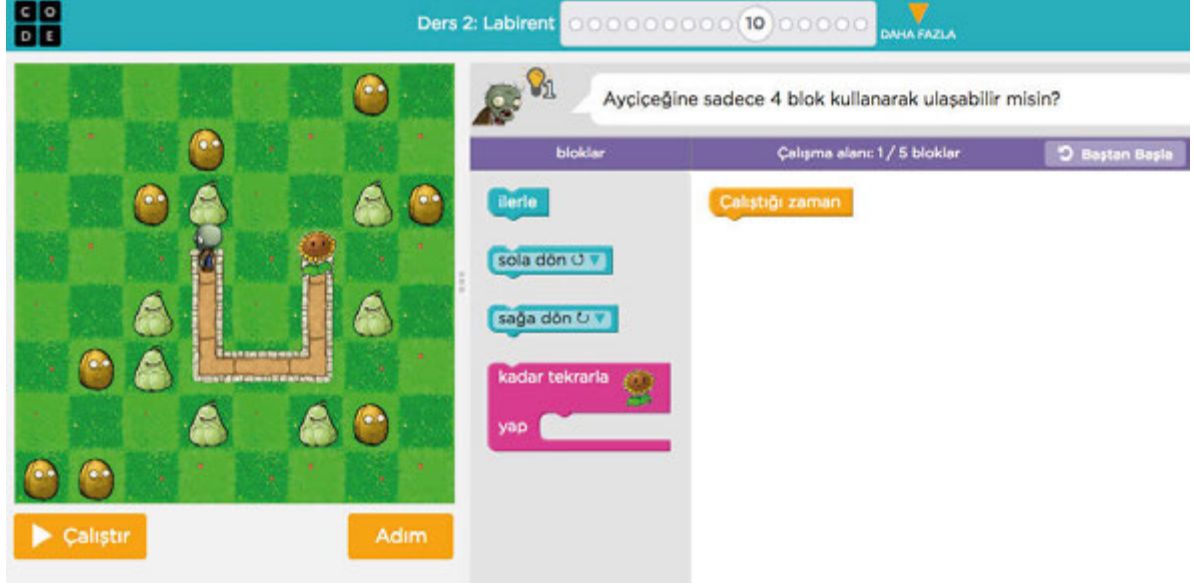 C O
D E
Ders 2: Labirent
10
DAHA FAZLA
1
Ayçiçeğine sadece 4 blok kullanarak ulaşabilir misin?
bloklar
Çalışma alanı: 1 / 5 bloklar
Baştan Başla
ilerle
Çalıştığı zaman
sola dön
sağa dön
kadar tekrarla
yap
Çalıştır
Adım